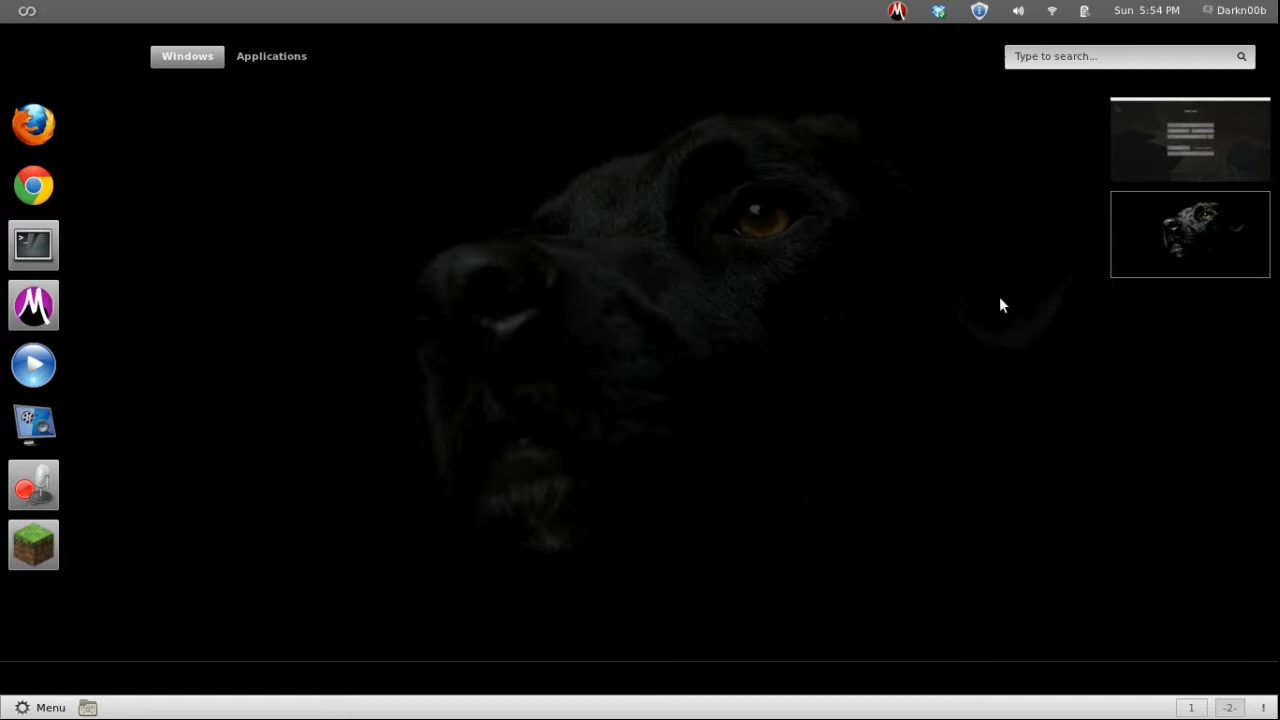 Sun 5:54 PM Darkn00b
Windows Applications Type to search...
Menu 1 -2- !